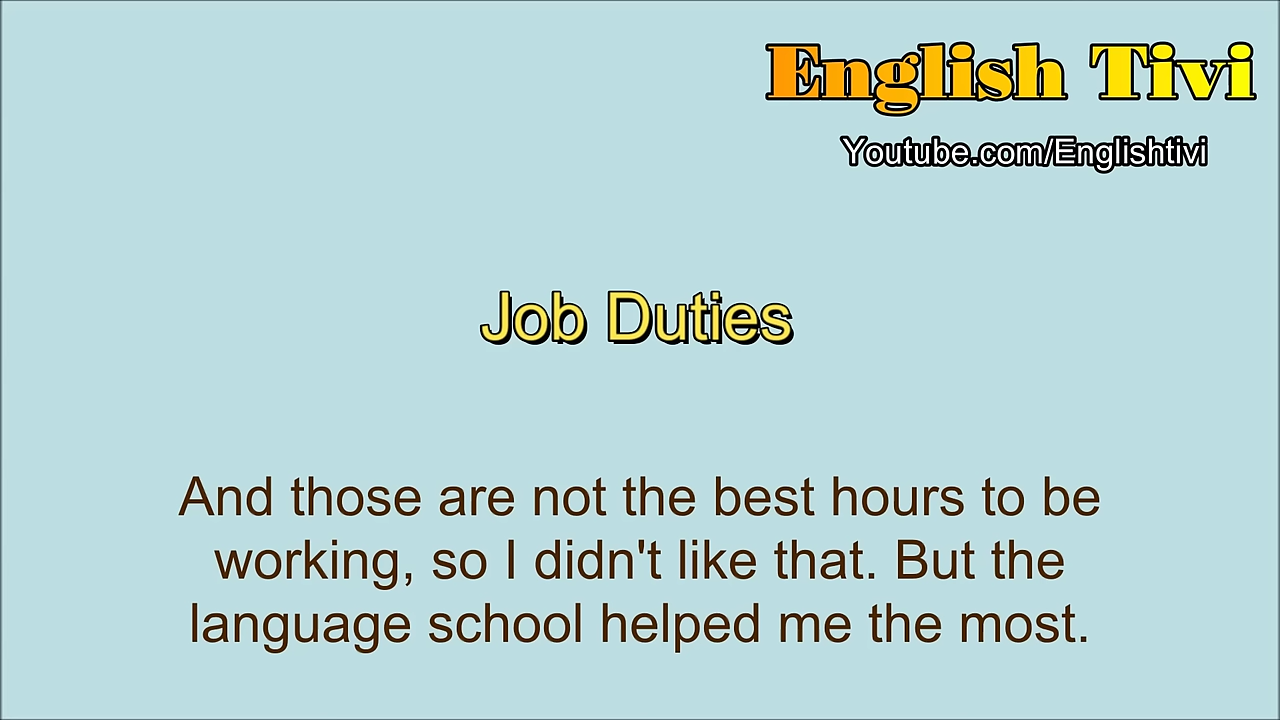 English Tivi
Youtube.com/Englishtivi
Job Duties
And those are not the best hours to be
working, so I didn't like that. But the
language school helped me the most.